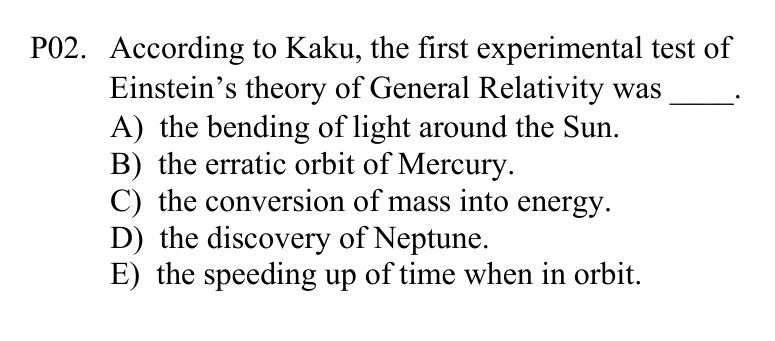 P02. According to Kaku, the first experimental test of
Einstein’s theory of General Relativity was ____.
A) the bending of light around the Sun.
B) the erratic orbit of Mercury.
C) the conversion of mass into energy.
D) the discovery of Neptune.
E) the speeding up of time when in orbit.